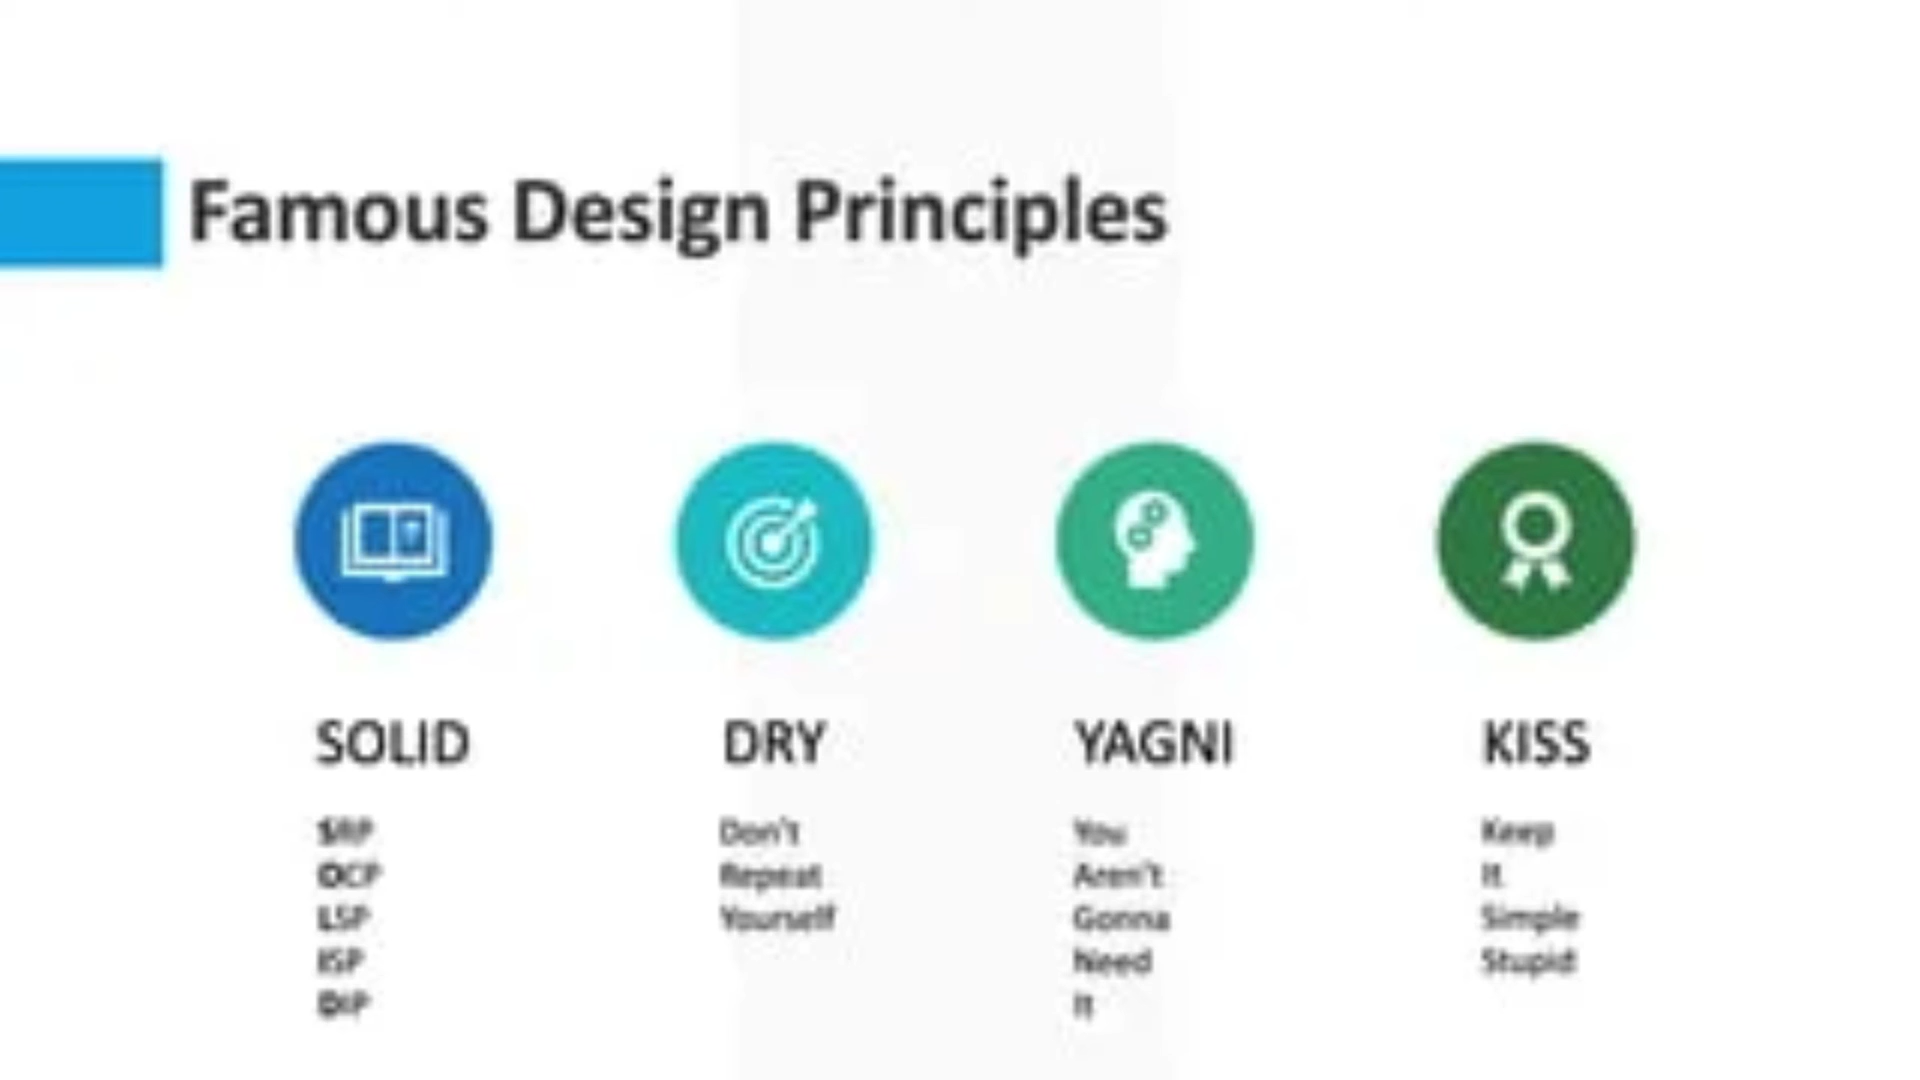 Famous Design Principles
SOLID
SRP
OCP
LSP
ISP
DIP
DRY
Don't
Repeat
Yourself
YAGNI
You
Aren't
Gonna
Need
It
KISS
Keep
It
Simple
Stupid